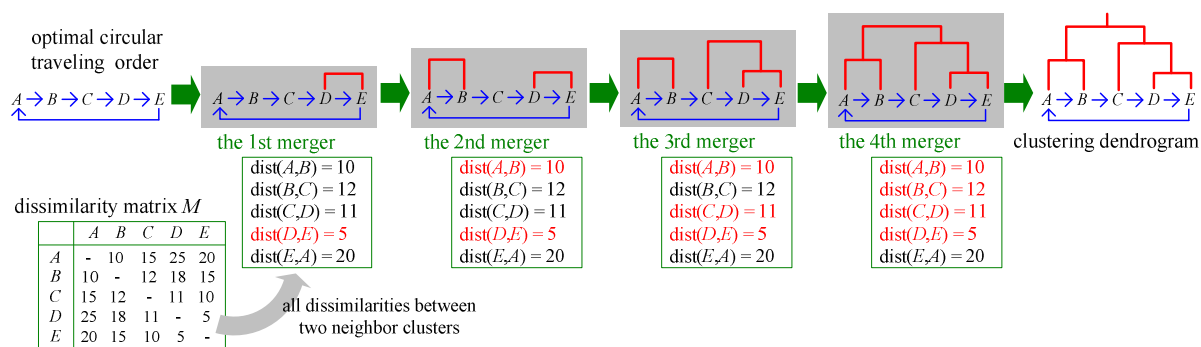 optimal circular
traveling order
A → B → C → D → E
A → B → C → D → E
the 1st merger
dist(A,B) = 10
dist(B,C) = 12
dist(C,D) = 11
dist(D,E) = 5
dist(E,A) = 20
A → B → C → D → E
the 2nd merger
dist(A,B) = 10
dist(B,C) = 12
dist(C,D) = 11
dist(D,E) = 5
dist(E,A) = 20
A → B → C → D → E
the 3rd merger
dist(A,B) = 10
dist(B,C) = 12
dist(C,D) = 11
dist(D,E) = 5
dist(E,A) = 20
A → B → C → D → E
the 4th merger
dist(A,B) = 10
dist(B,C) = 12
dist(C,D) = 11
dist(D,E) = 5
dist(E,A) = 20
A → B → C → D → E
clustering dendrogram
dissimilarity matrix M
A B C D E
A - 10 15 25 20
B 10 - 12 18 15
C 15 12 - 11 10
D 25 18 11 - 5
E 20 15 10 5 -
all dissimilarities between
two neighbor clusters